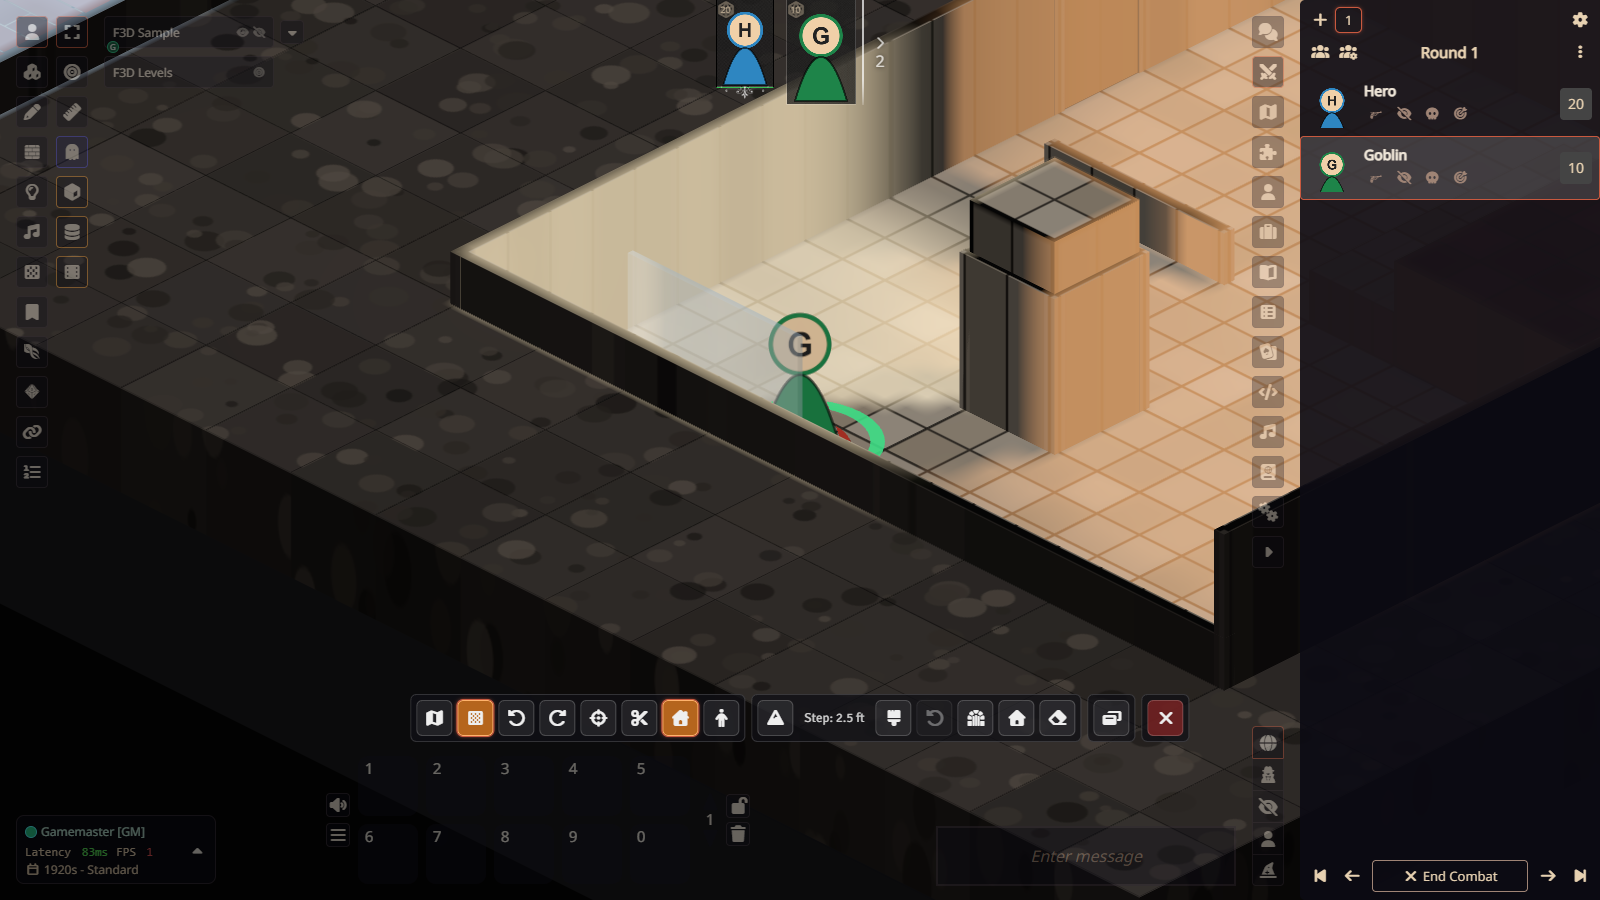 F3D Sample
G
F3D Levels
20
H
10
G
2
1
Round 1
H
Hero
20
G
Goblin
10
G
Step: 2.5 ft
1 2 3 4 5
6 7 8 9 0
1
Gamemaster [GM]
Latency 83ms FPS 1
1920s - Standard
Enter message
End Combat